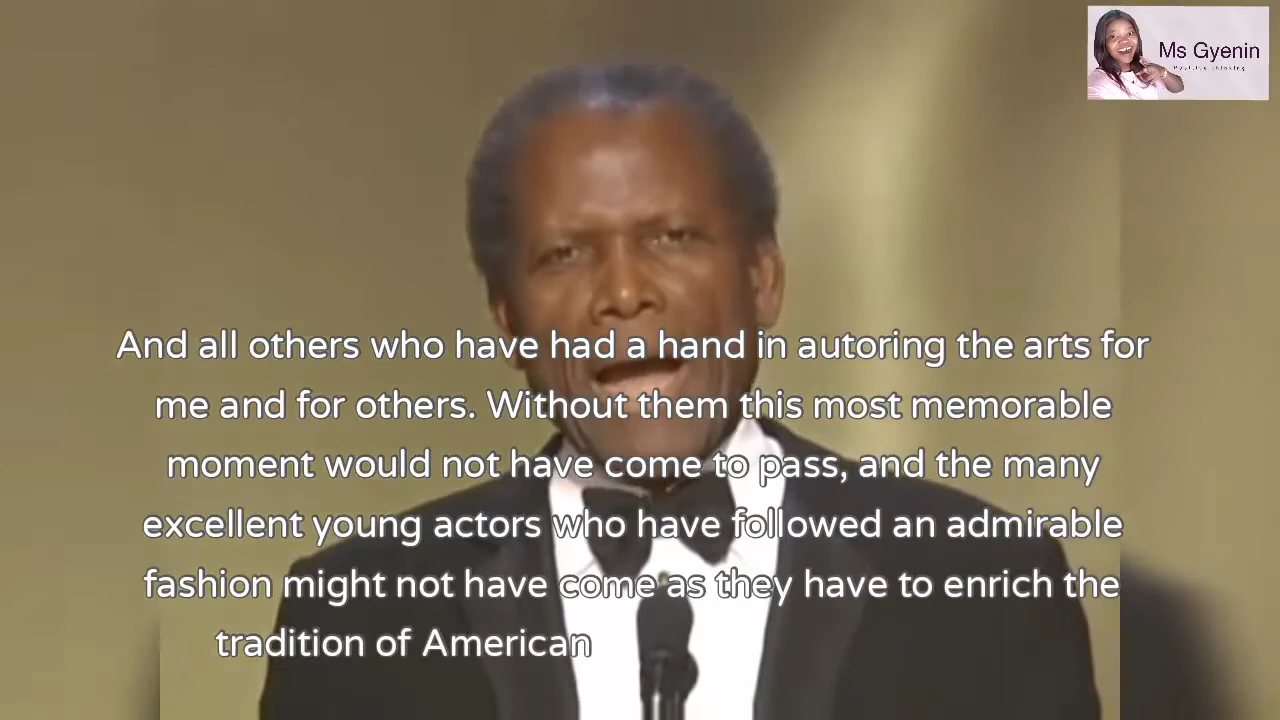 Ms Gyenin
Positive thinking
And all others who have had a hand in autoring the arts for
me and for others. Without them this most memorable
moment would not have come to pass, and the many
excellent young actors who have followed an admirable
fashion might not have come as they have to enrich the
tradition of American